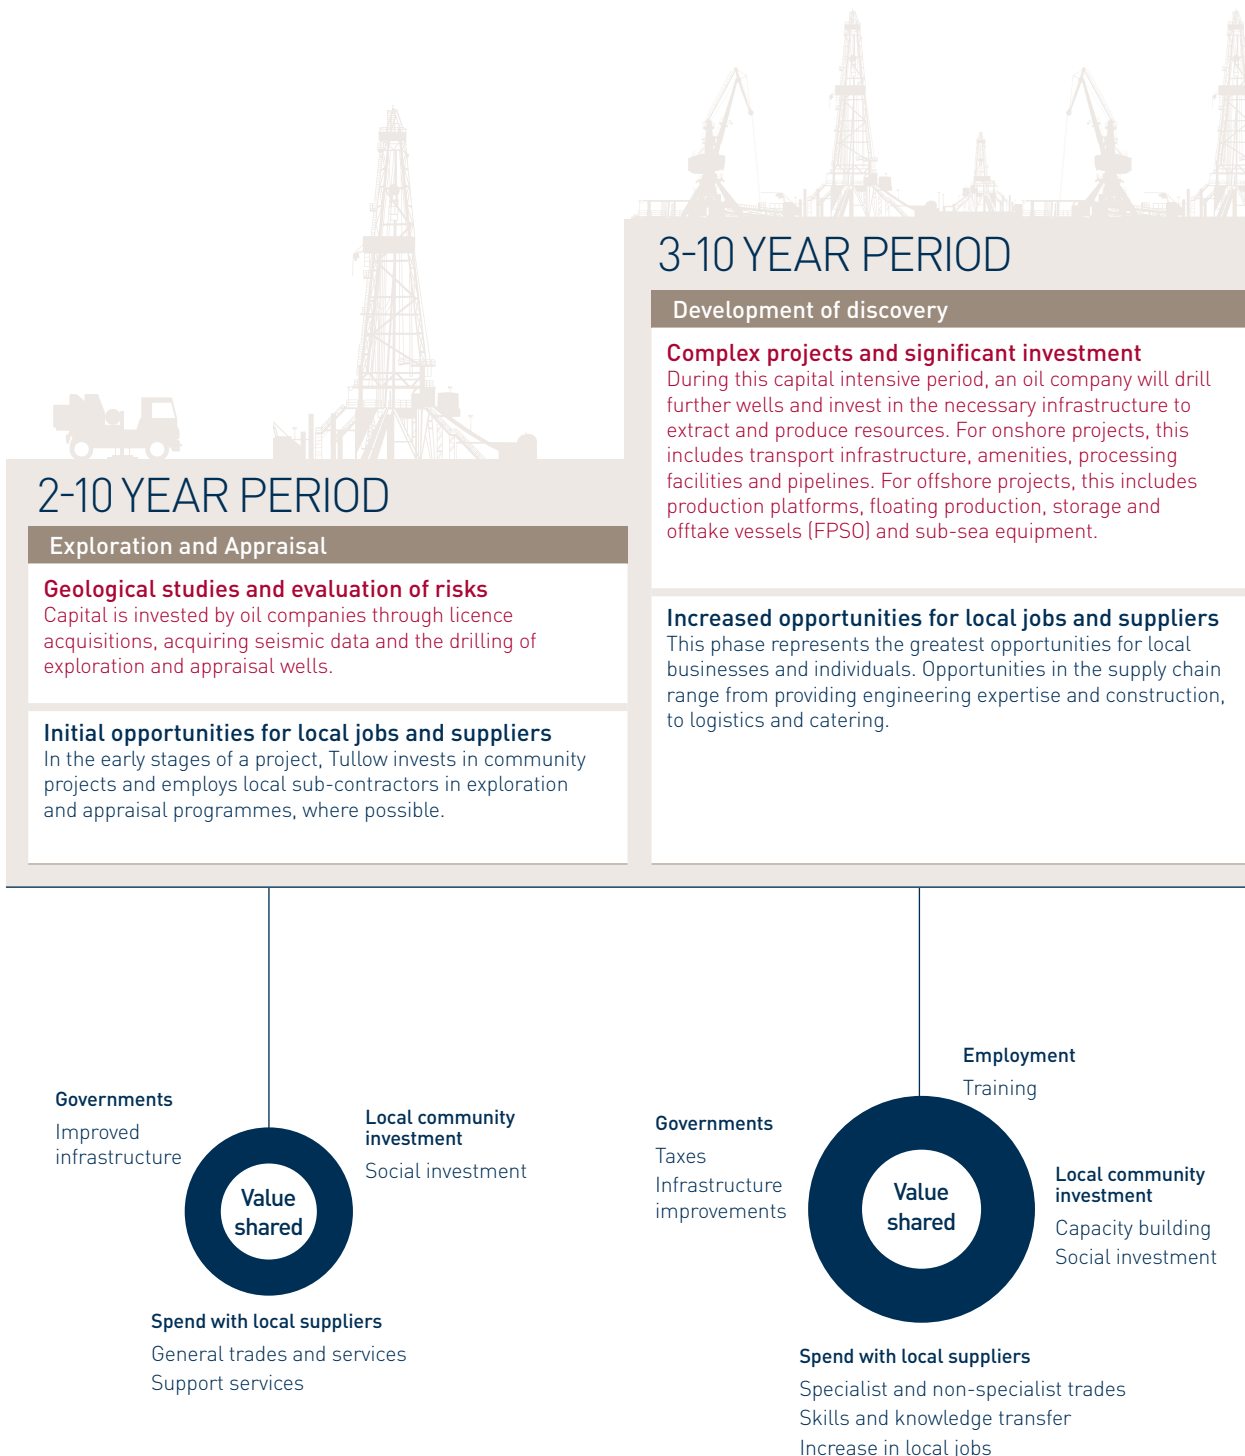 2-10 YEAR PERIOD
Exploration and Appraisal
Geological studies and evaluation of risks
Capital is invested by oil companies through licence
acquisitions, acquiring seismic data and the drilling of
exploration and appraisal wells.
Initial opportunities for local jobs and suppliers
In the early stages of a project, Tullow invests in community
projects and employs local sub-contractors in exploration
and appraisal programmes, where possible.
3-10 YEAR PERIOD
Development of discovery
Complex projects and significant investment
During this capital intensive period, an oil company will drill
further wells and invest in the necessary infrastructure to
extract and produce resources. For onshore projects, this
includes transport infrastructure, amenities, processing
facilities and pipelines. For offshore projects, this includes
production platforms, floating production, storage and
offtake vessels (FPSO) and sub-sea equipment.
Increased opportunities for local jobs and suppliers
This phase represents the greatest opportunities for local
businesses and individuals. Opportunities in the supply chain
range from providing engineering expertise and construction,
to logistics and catering.
Governments
Improved
infrastructure
Value
shared
Local community
investment
Social investment
Spend with local suppliers
General trades and services
Support services
Employment
Training
Governments
Taxes
Infrastructure
improvements
Value
shared
Local community
investment
Capacity building
Social investment
Spend with local suppliers
Specialist and non-specialist trades
Skills and knowledge transfer
Increase in local jobs